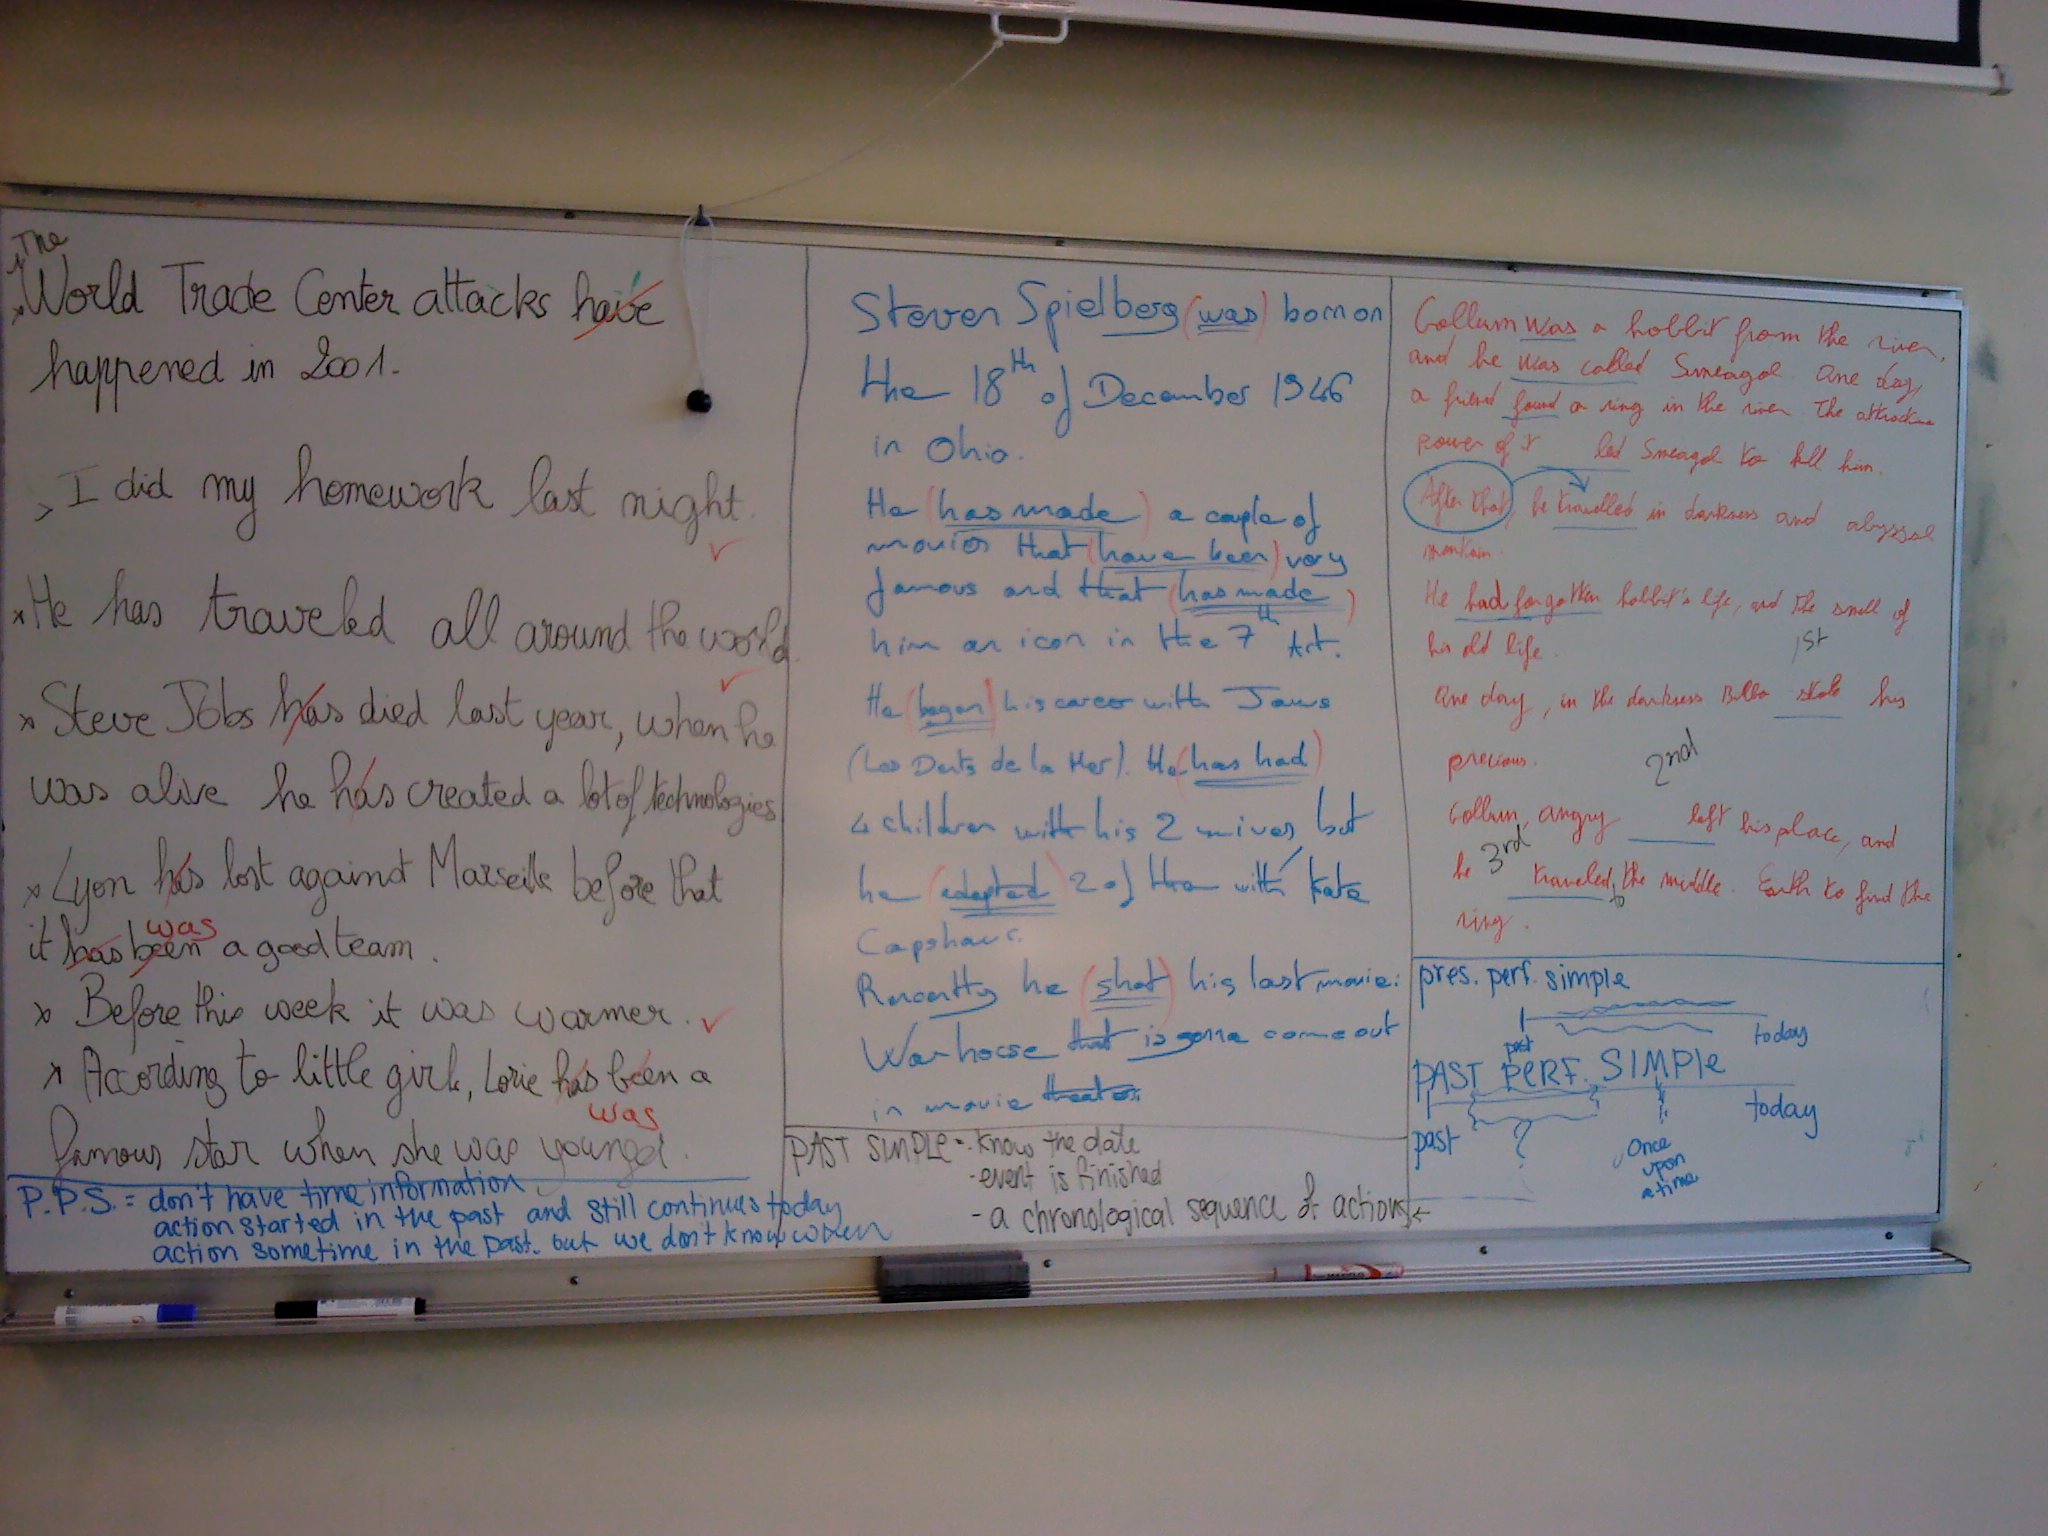 The
World Trade Center attacks have
happened in 2001.
I did my homework last night.
He has traveled all around the world.
Steve Jobs has died last year, when he
was alive he has created a lot of technologies
Lyon has lost against Marseille before that
was
it has been a good team.
Before this week it was warmer.
According to little girls, Lorie has been a
was
famous star when she was younger.
P.P.S. = don't have time information
action started in the past and still continues today
action sometime in the past. but we don't know when
Steven Spielberg (was) born on
the 18th of December 1946
in Ohio.
He (has made) a couple of
movies that (have been) very
famous and that (has made)
him an icon in the 7th Art.
He (began) his career with Jaws
(Les Dents de la Mer). He (has had)
4 children with his 2 wives, but
he (adopted) 2 of them with Kate
Capshaw.
Recently he (shot) his last movie:
War horse that is gonna come out
in movie theater
PAST SIMPLE = - know the date
- event is finished
- a chronological sequence of actions
Gollum was a hobbit from the river,
and he was called Smeagol. One day,
a friend found a ring in the river. The attractive
power of it led Smeagol to kill him.
After that, he travelled in darkness and abyssal
He had forgotten hobbit's life, and the smell of
his old life.
1st
One day, in the darkness Bilbo stole his
precious.
2nd
Gollum, angry left his place, and
he 3rd traveled to the middle. Earth to find the
ring.
pres. perf. simple
past today
PAST PERF. SIMPLE
past ? today
Once
upon
a time